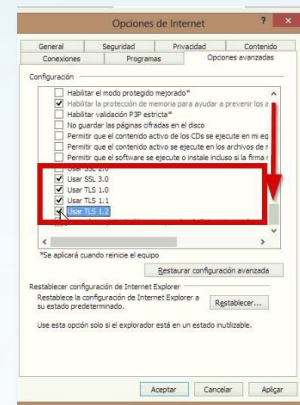 Opciones de Internet
? ×
General Seguridad Privacidad Contenido
Conexiones Programas Opciones avanzadas
Configuración
Habilitar el modo protegido mejorado*
Habilitar la protección de memoria para ayudar a prevenir los a
Habilitar validación P3P estricta*
No guardar las páginas cifradas en el disco
Permitir que el contenido activo de los CDs se ejecute en mi eq
Permitir que el contenido activo se ejecute en los archivos de r
Permitir que el software se ejecute o instale incluso si la firma r
Usar SSL 2.0
Usar SSL 3.0
Usar TLS 1.0
Usar TLS 1.1
Usar TLS 1.2
*Se aplicará cuando reinicie el equipo
Restaurar configuración avanzada
Restablecer configuración de Internet Explorer
Restablece la configuración de Internet Explorer a
su estado predeterminado.
Restablecer...
Use esta opción solo si el explorador está en un estado inutilizable.
Aceptar Cancelar Aplicar